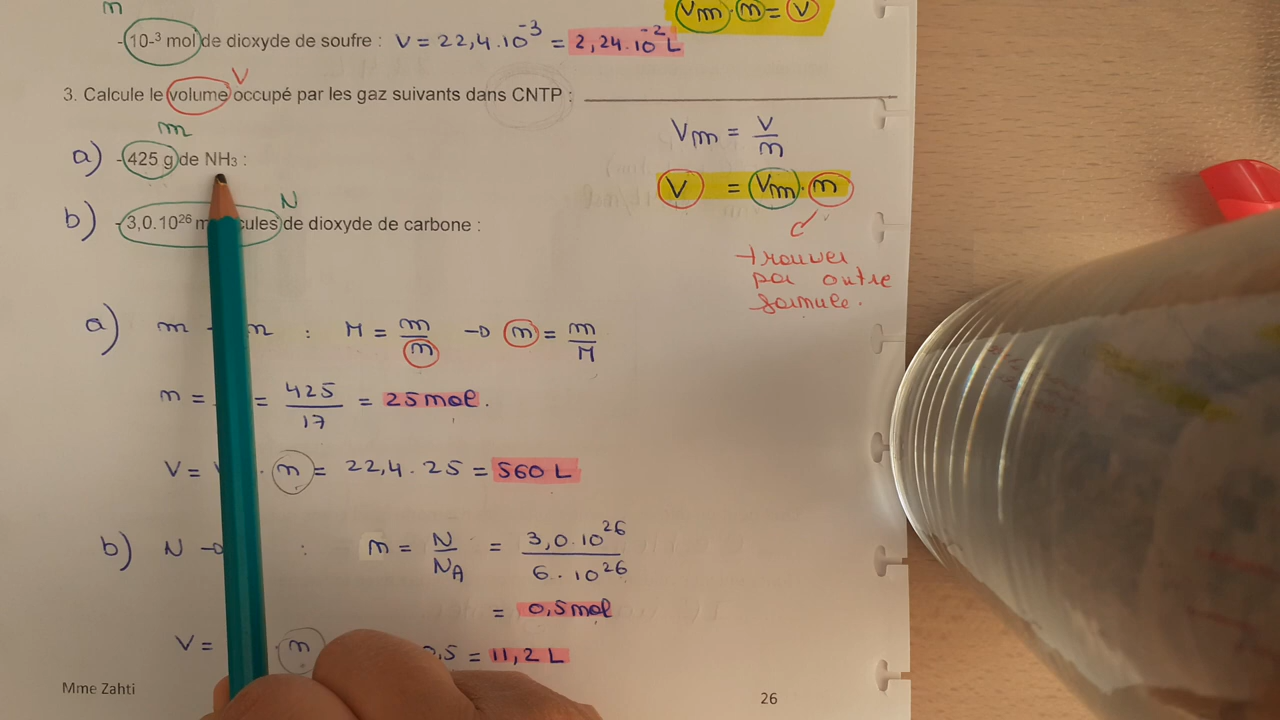 n
Vm · n = V
- 10-³ mol de dioxyde de soufre : V = 22,4.10⁻³ = 2,24.10⁻² L
V
3. Calcule le volume occupé par les gaz suivants dans CNTP :
m
a) - 425 g de NH3 :
Vm = V/n
V = Vm . n
N
b) - 3,0.10²⁶ de dioxyde de carbone :
trouver
par outre
formule.
a) m n : M = m/n → n = m/M
n = = 425/17 = 25 mol.
V = . n = 22,4 . 25 = 560 L
b) N → : n = N/NA = 3,0.10²⁶/6.10²⁶
= 0,5 mol
V = . n 0,5 = 11,2 L
Mme Zahti
26